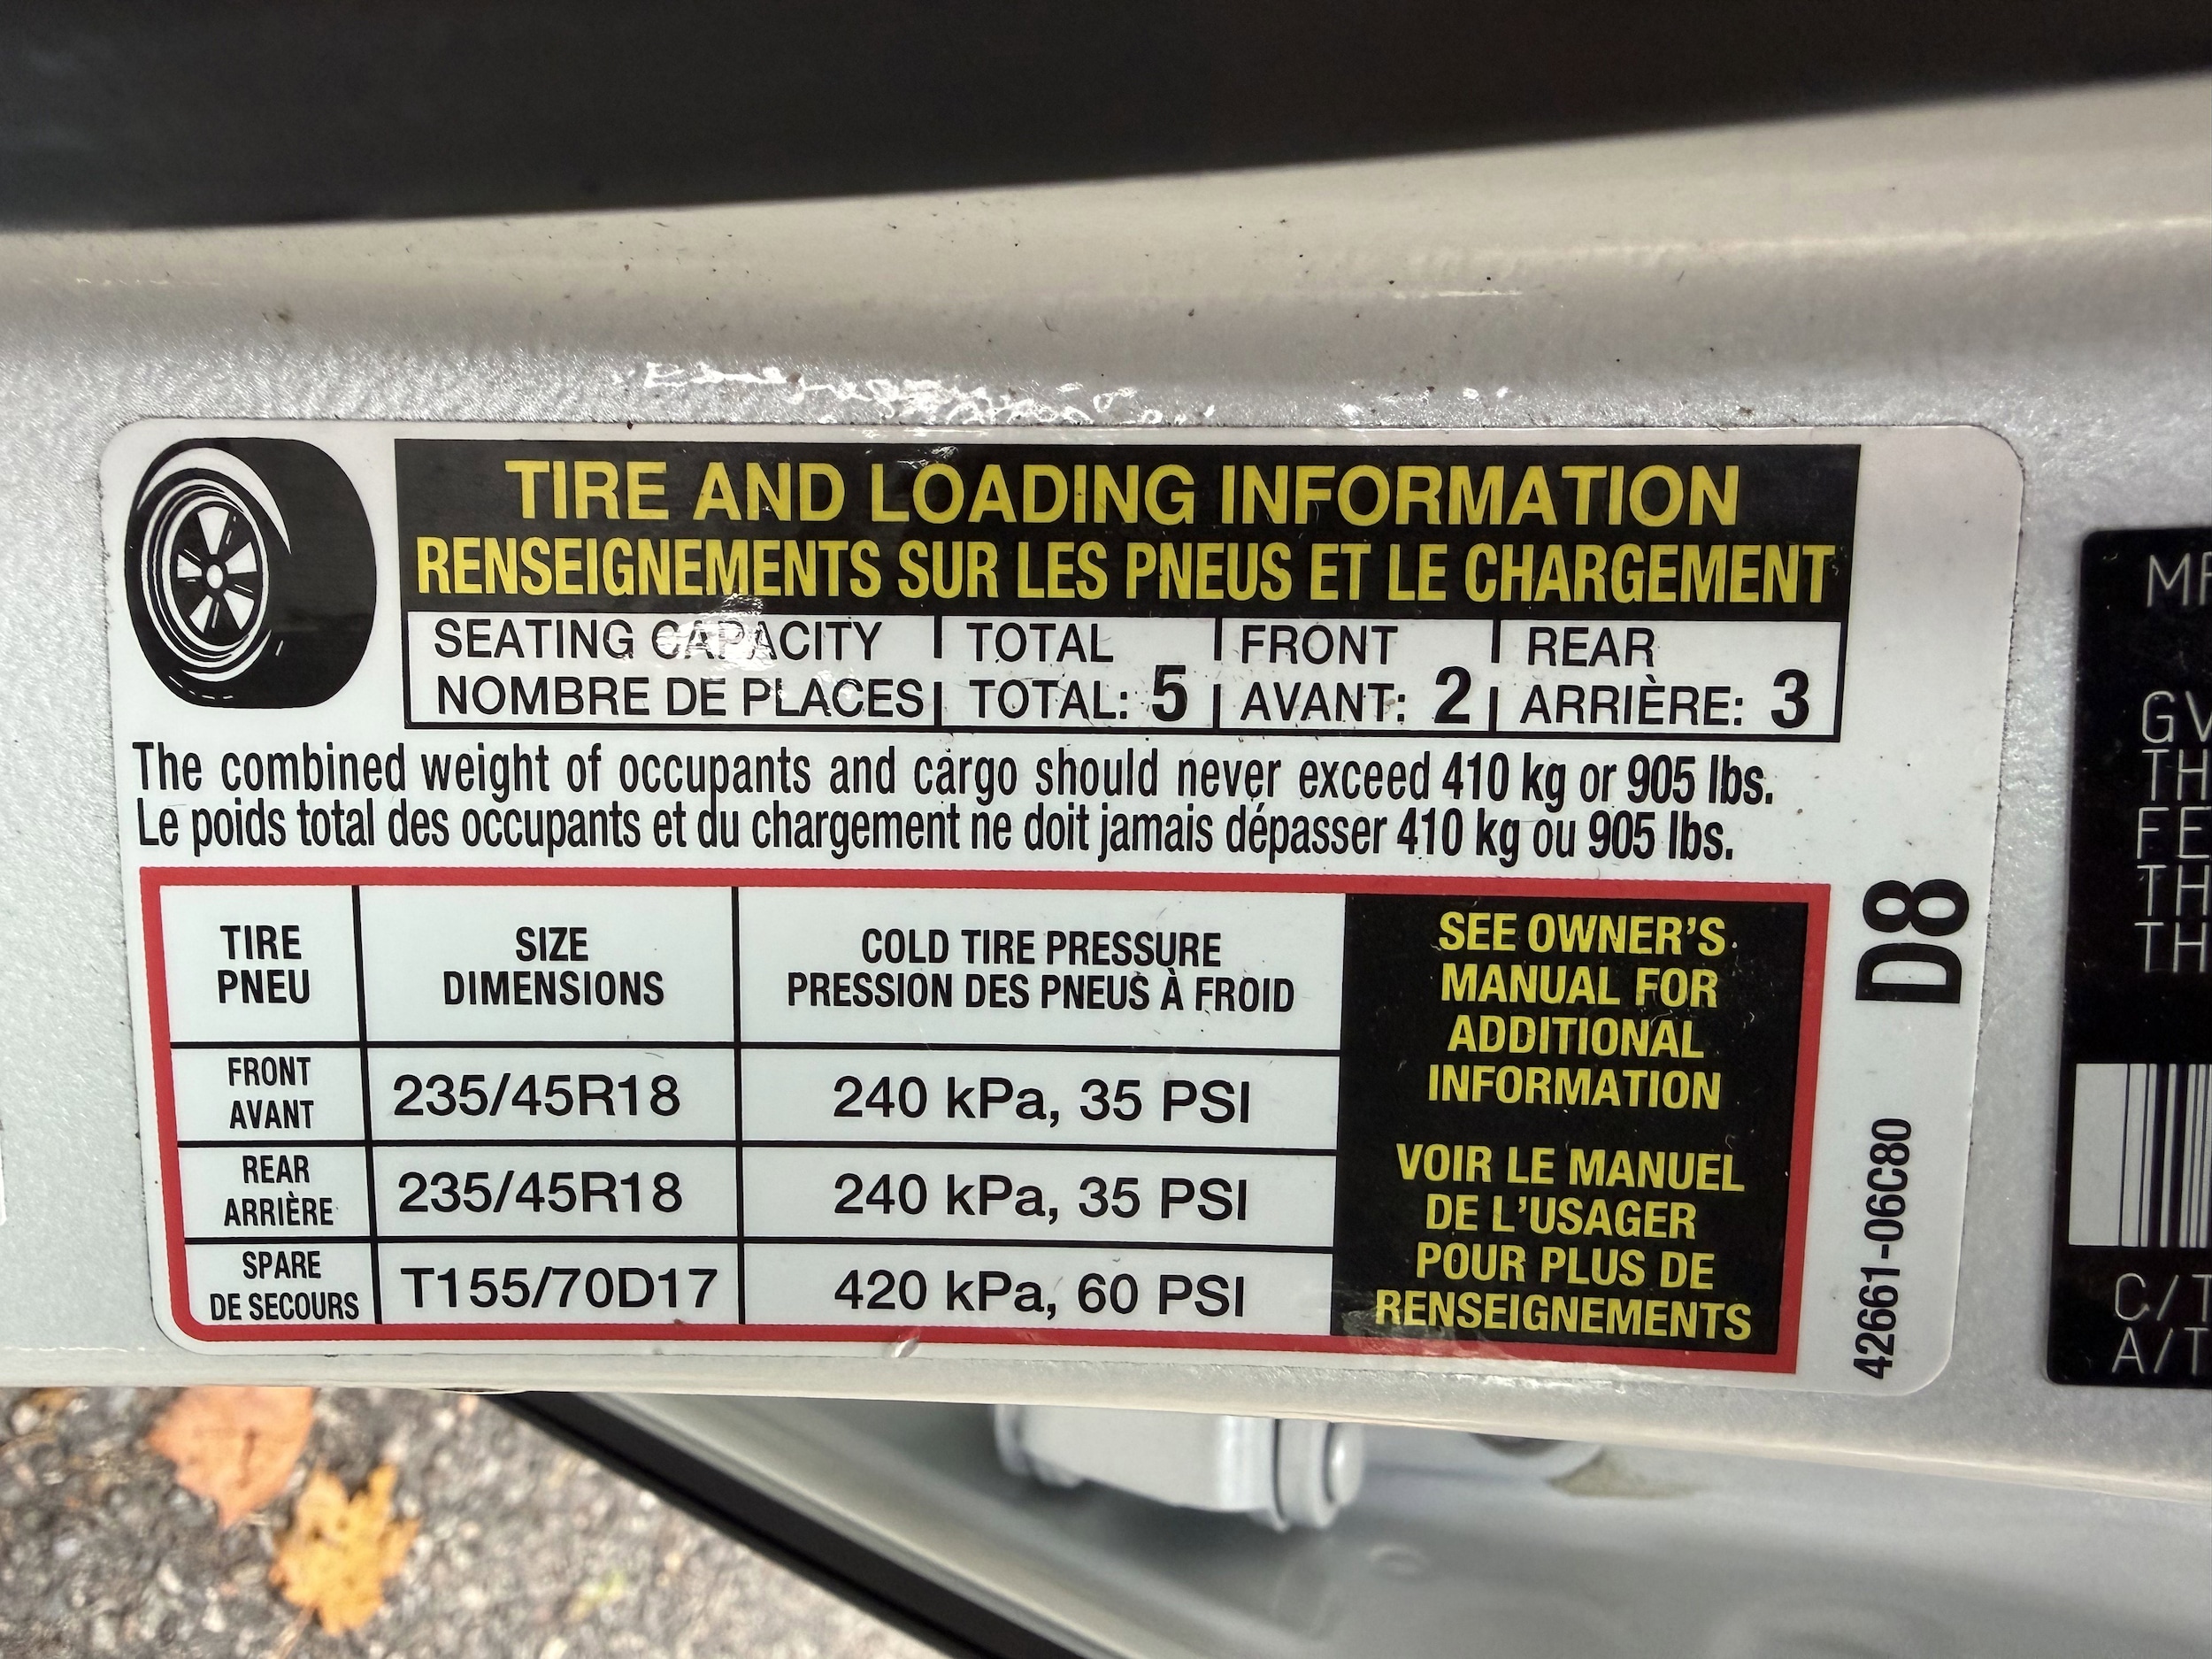 TIRE AND LOADING INFORMATION
RENSEIGNEMENTS SUR LES PNEUS ET LE CHARGEMENT
SEATING CAPACITY TOTAL FRONT REAR
NOMBRE DE PLACES TOTAL: 5 AVANT: 2 ARRIÈRE: 3
The combined weight of occupants and cargo should never exceed 410 kg or 905 lbs.
Le poids total des occupants et du chargement ne doit jamais dépasser 410 kg ou 905 lbs.
TIRE SIZE COLD TIRE PRESSURE
PNEU DIMENSIONS PRESSION DES PNEUS À FROID
FRONT
AVANT
235/45R18 240 kPa, 35 PSI
REAR
ARRIÈRE
235/45R18 240 kPa, 35 PSI
SPARE
DE SECOURS
T155/70D17 420 kPa, 60 PSI
SEE OWNER'S
MANUAL FOR
ADDITIONAL
INFORMATION
VOIR LE MANUEL
DE L'USAGER
POUR PLUS DE
RENSEIGNEMENTS
D8
42661-06C80
GV
TH
FE
TH
TH
C/T
A/T